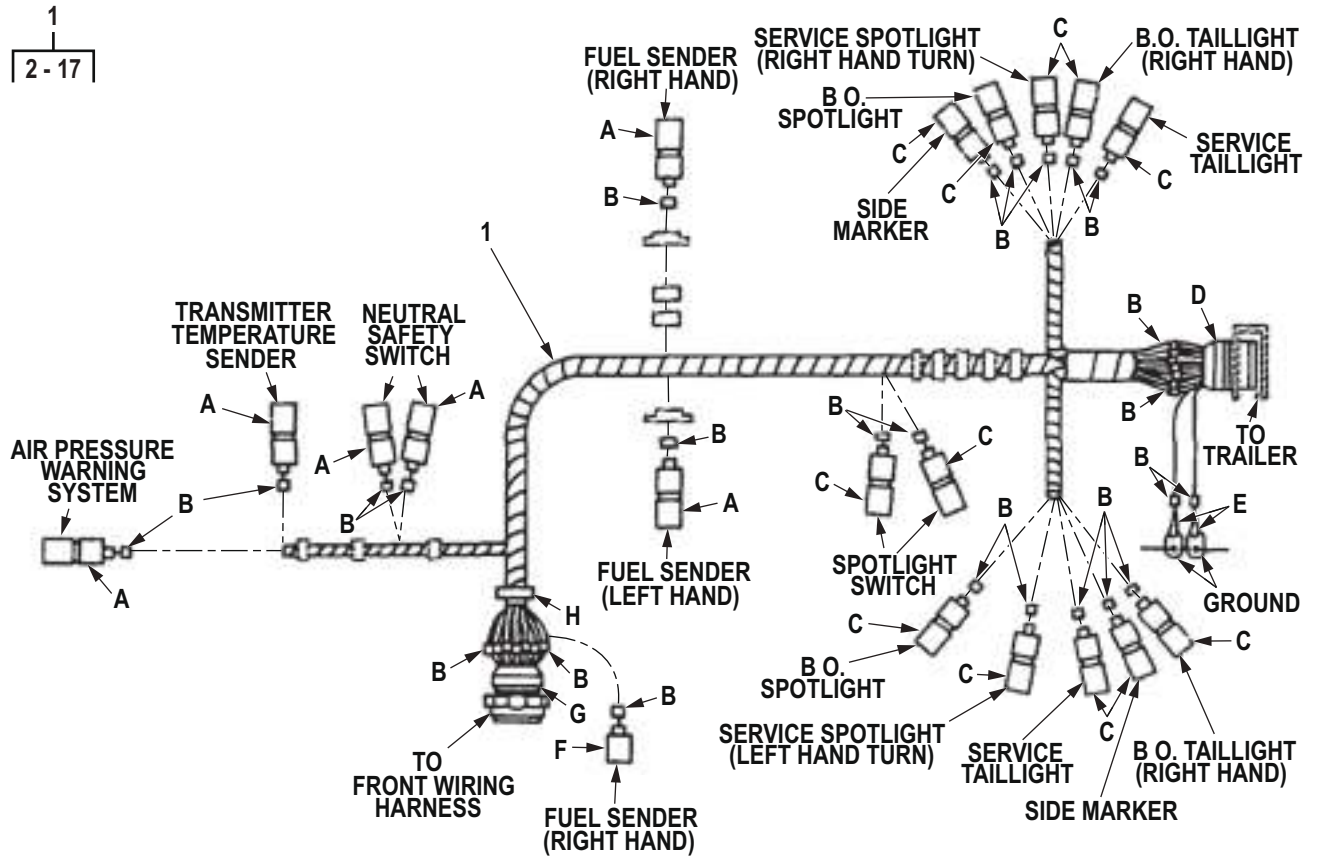 1
2 - 17
FUEL SENDER
(RIGHT HAND)
A
B
1
SERVICE SPOTLIGHT
(RIGHT HAND TURN)
C
B.O. TAILLIGHT
(RIGHT HAND)
B O.
SPOTLIGHT
C
C
SIDE
MARKER
B
B
C
SERVICE
TAILLIGHT
TRANSMITTER
TEMPERATURE
SENDER
NEUTRAL
SAFETY
SWITCH
A
A
A
AIR PRESSURE
WARNING
SYSTEM
B
B
A
B
A
FUEL SENDER
(LEFT HAND)
B
C
C
SPOTLIGHT
SWITCH
B
D
B
TO
TRAILER
B
E
GROUND
H
B
B
G
TO
FRONT WIRING
HARNESS
B
F
FUEL SENDER
(RIGHT HAND)
B
B
C
B O.
SPOTLIGHT
C
SERVICE SPOTLIGHT
(LEFT HAND TURN)
C
SERVICE
TAILLIGHT
C
B O. TAILLIGHT
(RIGHT HAND)
SIDE MARKER